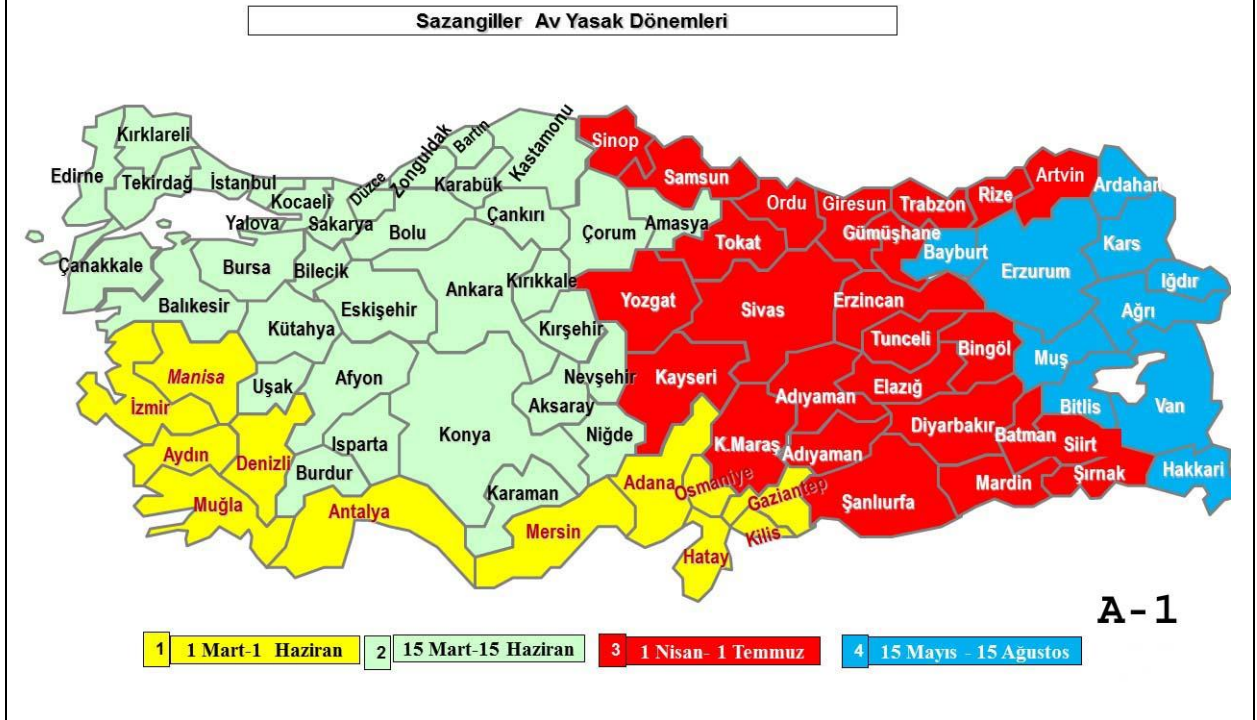 Sazangiller Av Yasak Dönemleri
Kırklareli
Edirne
Tekirdağ
İstanbul
Kocaeli
Yalova
Sakarya
Düzce
Zonguldak
Bartın
Karabük
Kastamonu
Sinop
Samsun
Ordu
Giresun
Trabzon
Rize
Artvin
Ardahan
Çanakkale
Bursa
Bilecik
Bolu
Çankırı
Çorum
Amasya
Tokat
Gümüşhane
Bayburt
Erzurum
Kars
Iğdır
Balıkesir
Kütahya
Eskişehir
Ankara
Kırıkkale
Kırşehir
Yozgat
Sivas
Erzincan
Tunceli
Bingöl
Muş
Ağrı
Manisa
Uşak
Afyon
Nevşehir
Kayseri
Adıyaman
Elazığ
Bitlis
Van
İzmir
Aydın
Denizli
Isparta
Burdur
Konya
Aksaray
Niğde
K.Maraş
Adıyaman
Diyarbakır
Batman
Siirt
Şırnak
Hakkari
Muğla
Antalya
Karaman
Mersin
Adana
Osmaniye
Gaziantep
Kilis
Hatay
Şanlıurfa
Mardin
A-1
1 1 Mart-1 Haziran
2 15 Mart-15 Haziran
3 1 Nisan- 1 Temmuz
4 15 Mayıs - 15 Ağustos